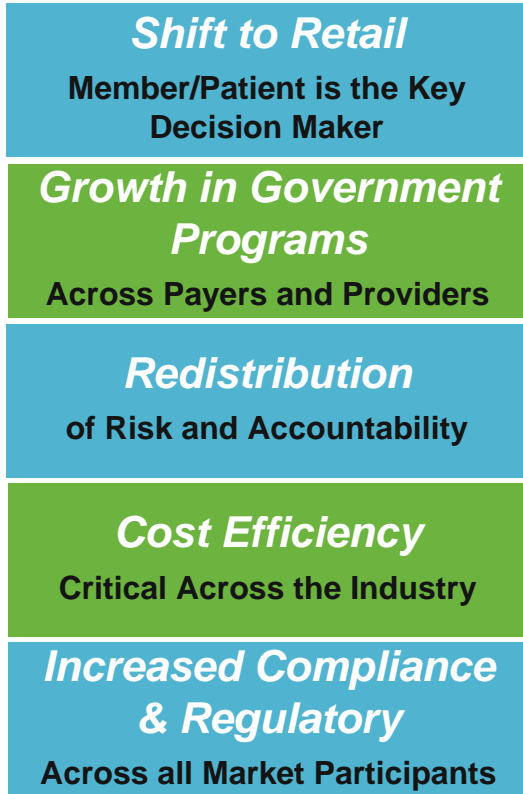 Shift to Retail
Member/Patient is the Key
Decision Maker
Growth in Government
Programs
Across Payers and Providers
Redistribution
of Risk and Accountability
Cost Efficiency
Critical Across the Industry
Increased Compliance
& Regulatory
Across all Market Participants